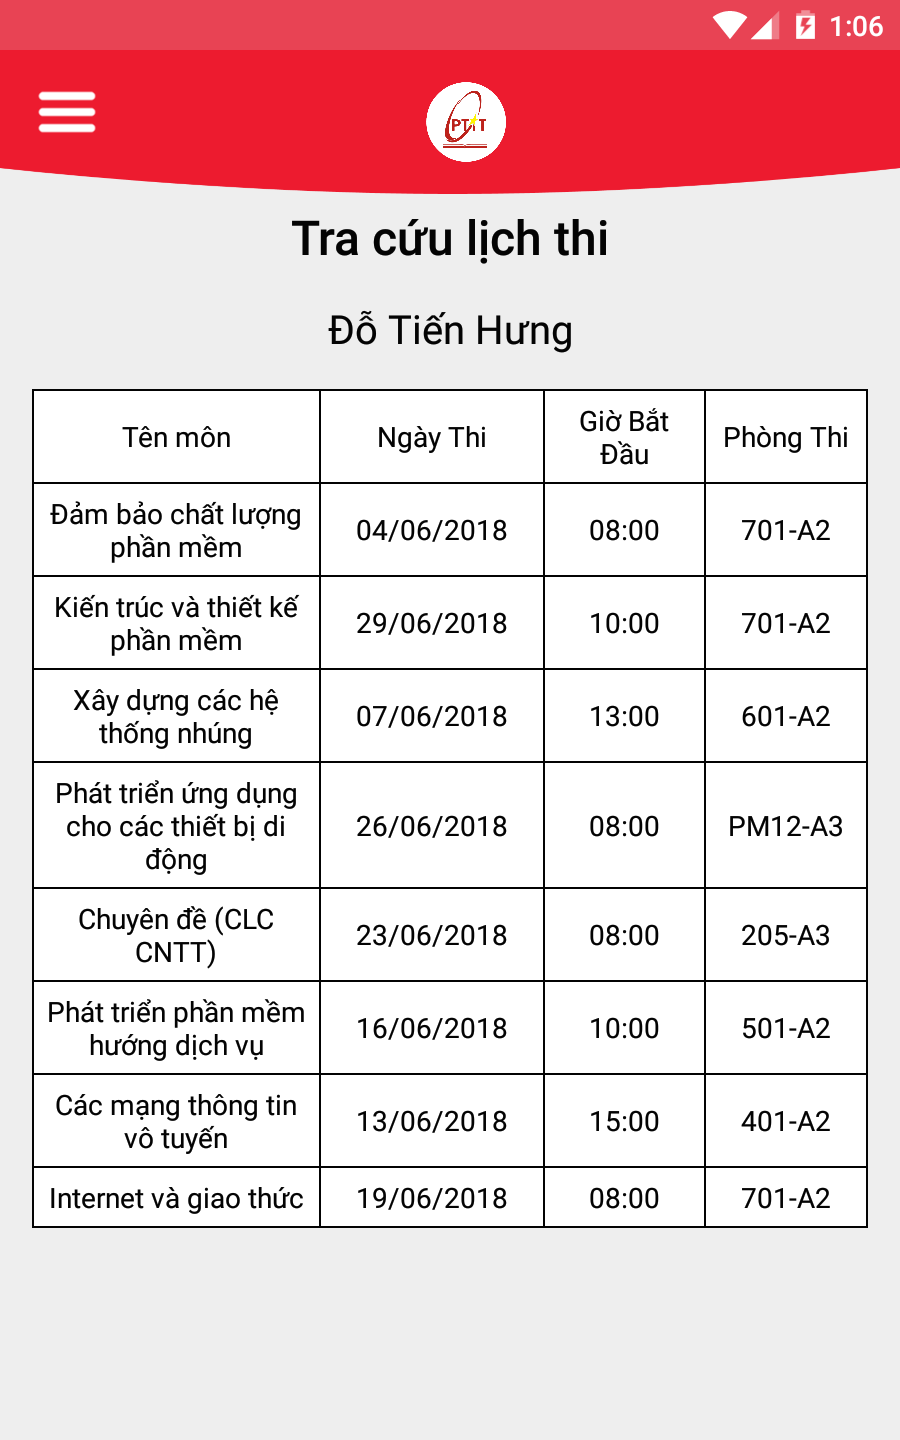 1:06
PTIT
Tra cứu lịch thi
Đỗ Tiến Hưng
Tên môn Ngày Thi Giờ Bắt Đầu Phòng Thi
Đảm bảo chất lượng phần mềm 04/06/2018 08:00 701-A2
Kiến trúc và thiết kế phần mềm 29/06/2018 10:00 701-A2
Xây dựng các hệ thống nhúng 07/06/2018 13:00 601-A2
Phát triển ứng dụng cho các thiết bị di động 26/06/2018 08:00 PM12-A3
Chuyên đề (CLC CNTT) 23/06/2018 08:00 205-A3
Phát triển phần mềm hướng dịch vụ 16/06/2018 10:00 501-A2
Các mạng thông tin vô tuyến 13/06/2018 15:00 401-A2
Internet và giao thức 19/06/2018 08:00 701-A2